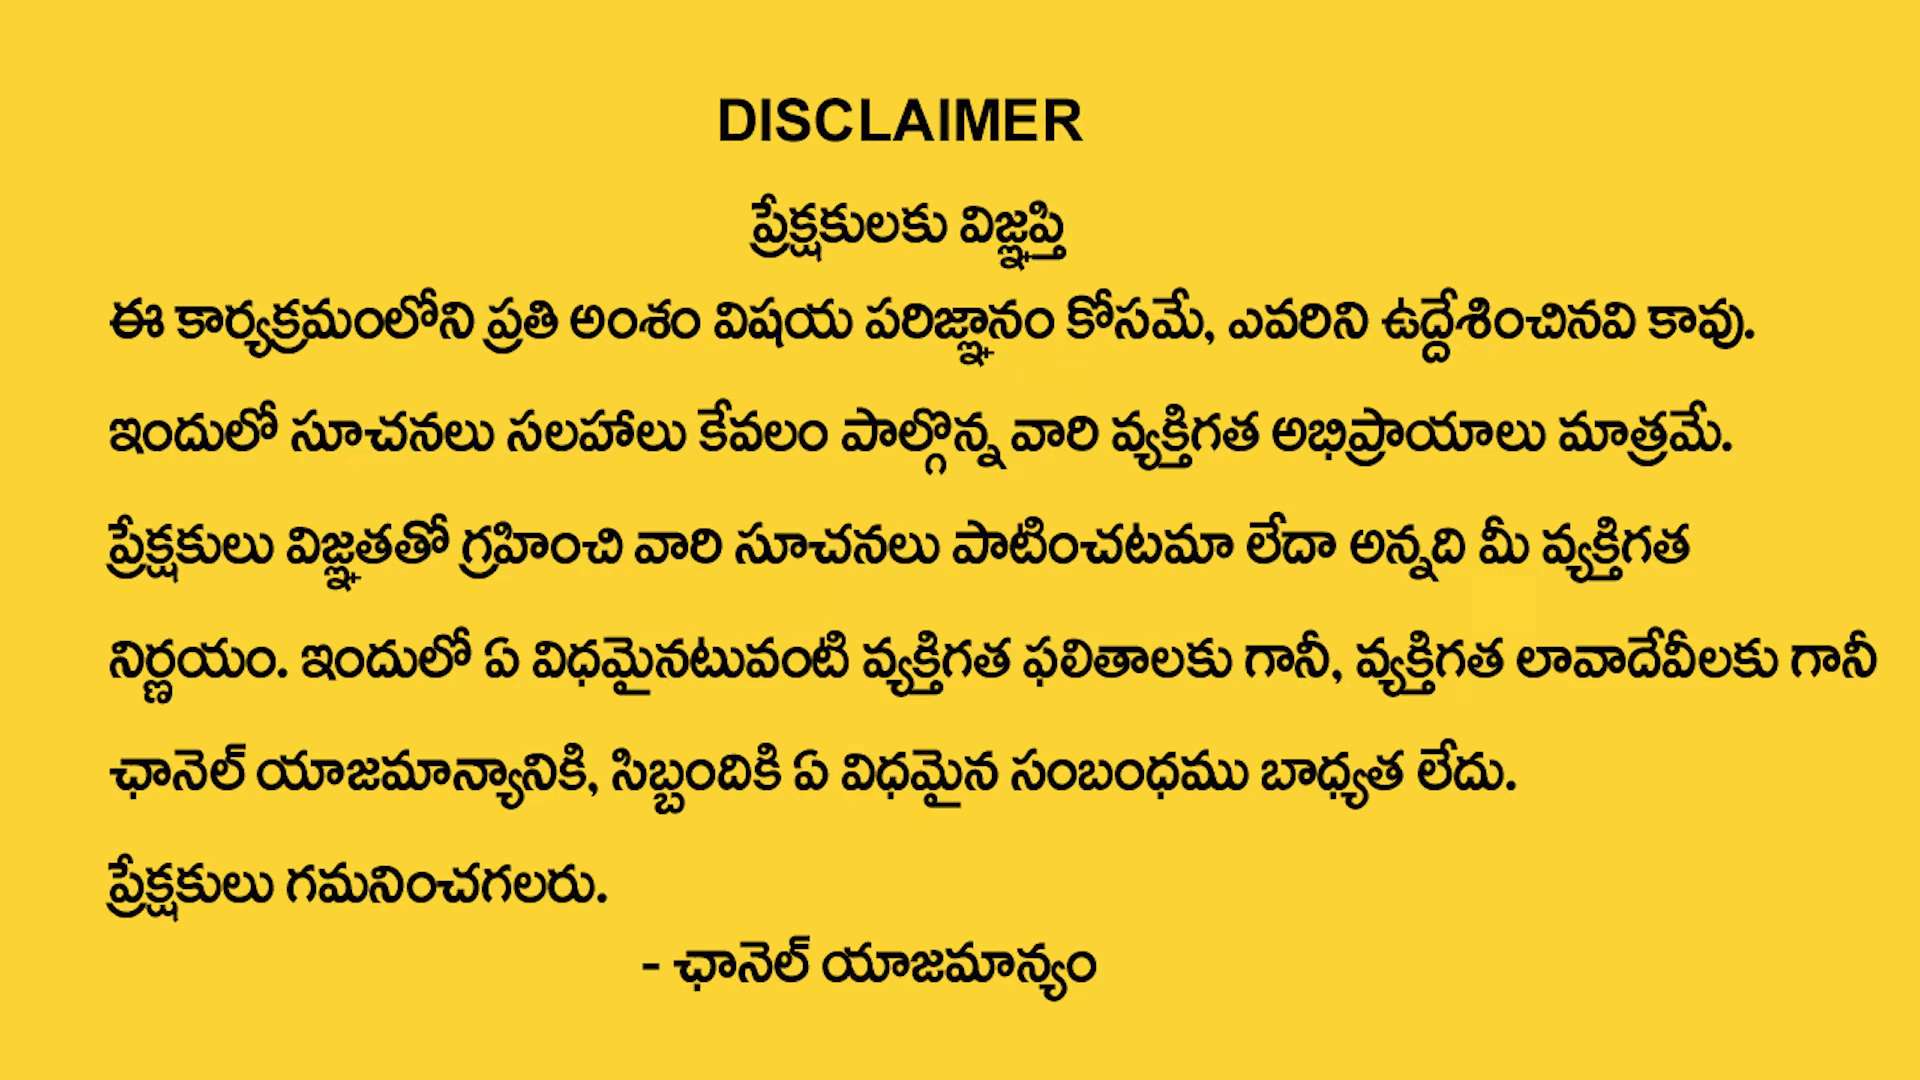 DISCLAIMER
ప్రేక్షకులకు విజ్ఞప్తి
ఈ కార్యక్రమంలోని ప్రతి అంశం విషయ పరిజ్ఞానం కోసమే, ఎవరిని ఉద్దేశించినవి కావు.
ఇందులో సూచనలు సలహాలు కేవలం పాల్గొన్న వారి వ్యక్తిగత అభిప్రాయాలు మాత్రమే.
ప్రేక్షకులు విజ్ఞతతో గ్రహించి వారి సూచనలు పాటించటమా లేదా అన్నది మీ వ్యక్తిగత
నిర్ణయం. ఇందులో ఏ విధమైనటువంటి వ్యక్తిగత ఫలితాలకు గానీ, వ్యక్తిగత లావాదేవీలకు గానీ
ఛానెల్ యాజమాన్యానికి, సిబ్బందికి ఏ విధమైన సంబంధము బాధ్యత లేదు.
ప్రేక్షకులు గమనించగలరు.
- ఛానెల్ యాజమాన్యం